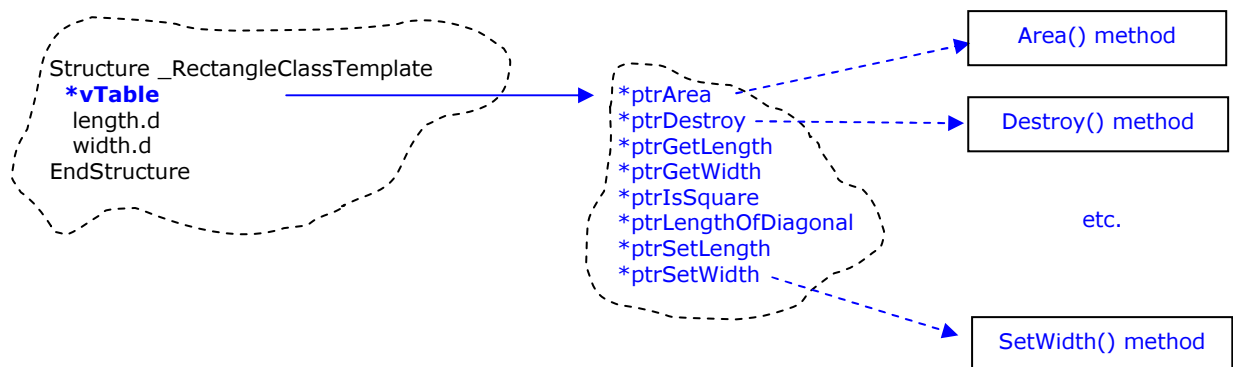 Structure _RectangleClassTemplate
*vTable
length.d
width.d
EndStructure
*ptrArea
*ptrDestroy
*ptrGetLength
*ptrGetWidth
*ptrIsSquare
*ptrLengthOfDiagonal
*ptrSetLength
*ptrSetWidth
Area() method
Destroy() method
etc.
SetWidth() method